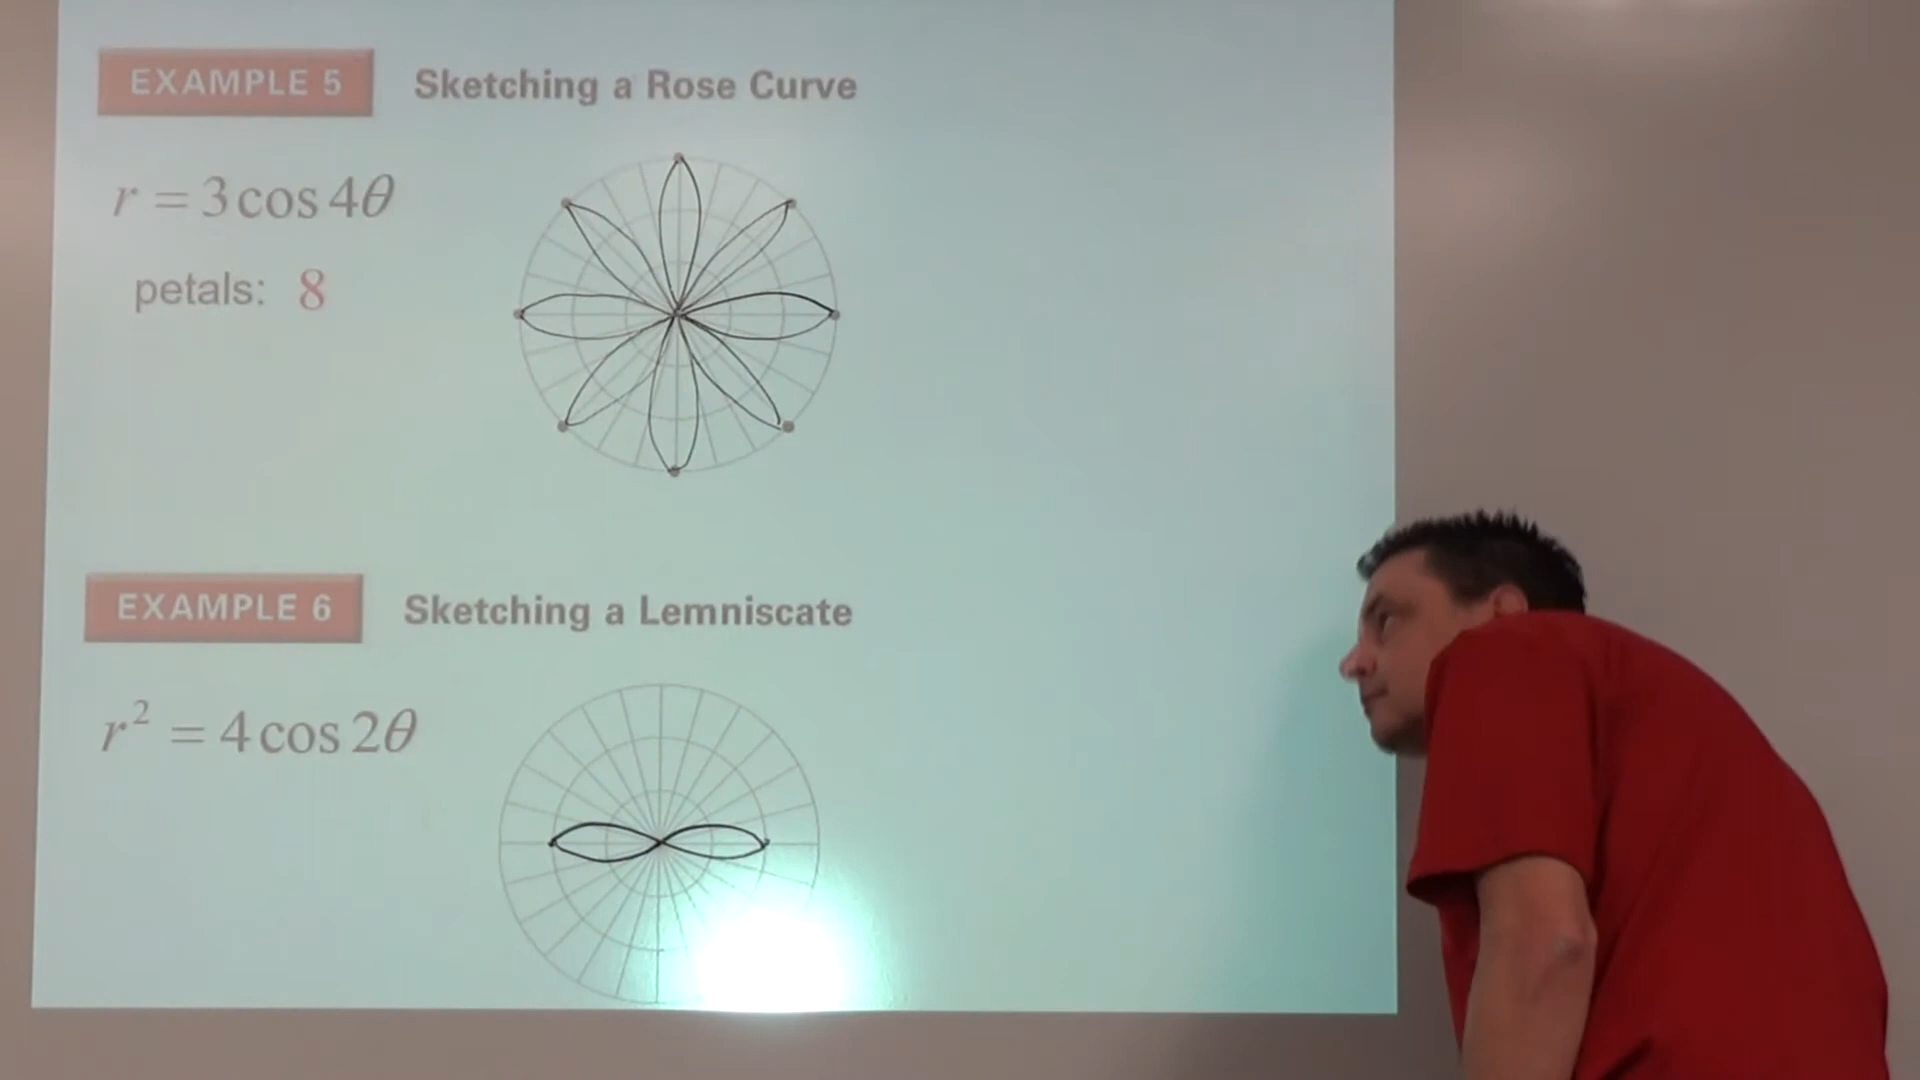 EXAMPLE 5 Sketching a Rose Curve
r = 3 cos 4θ
petals: 8
EXAMPLE 6 Sketching a Lemniscate
r² = 4 cos 2θ